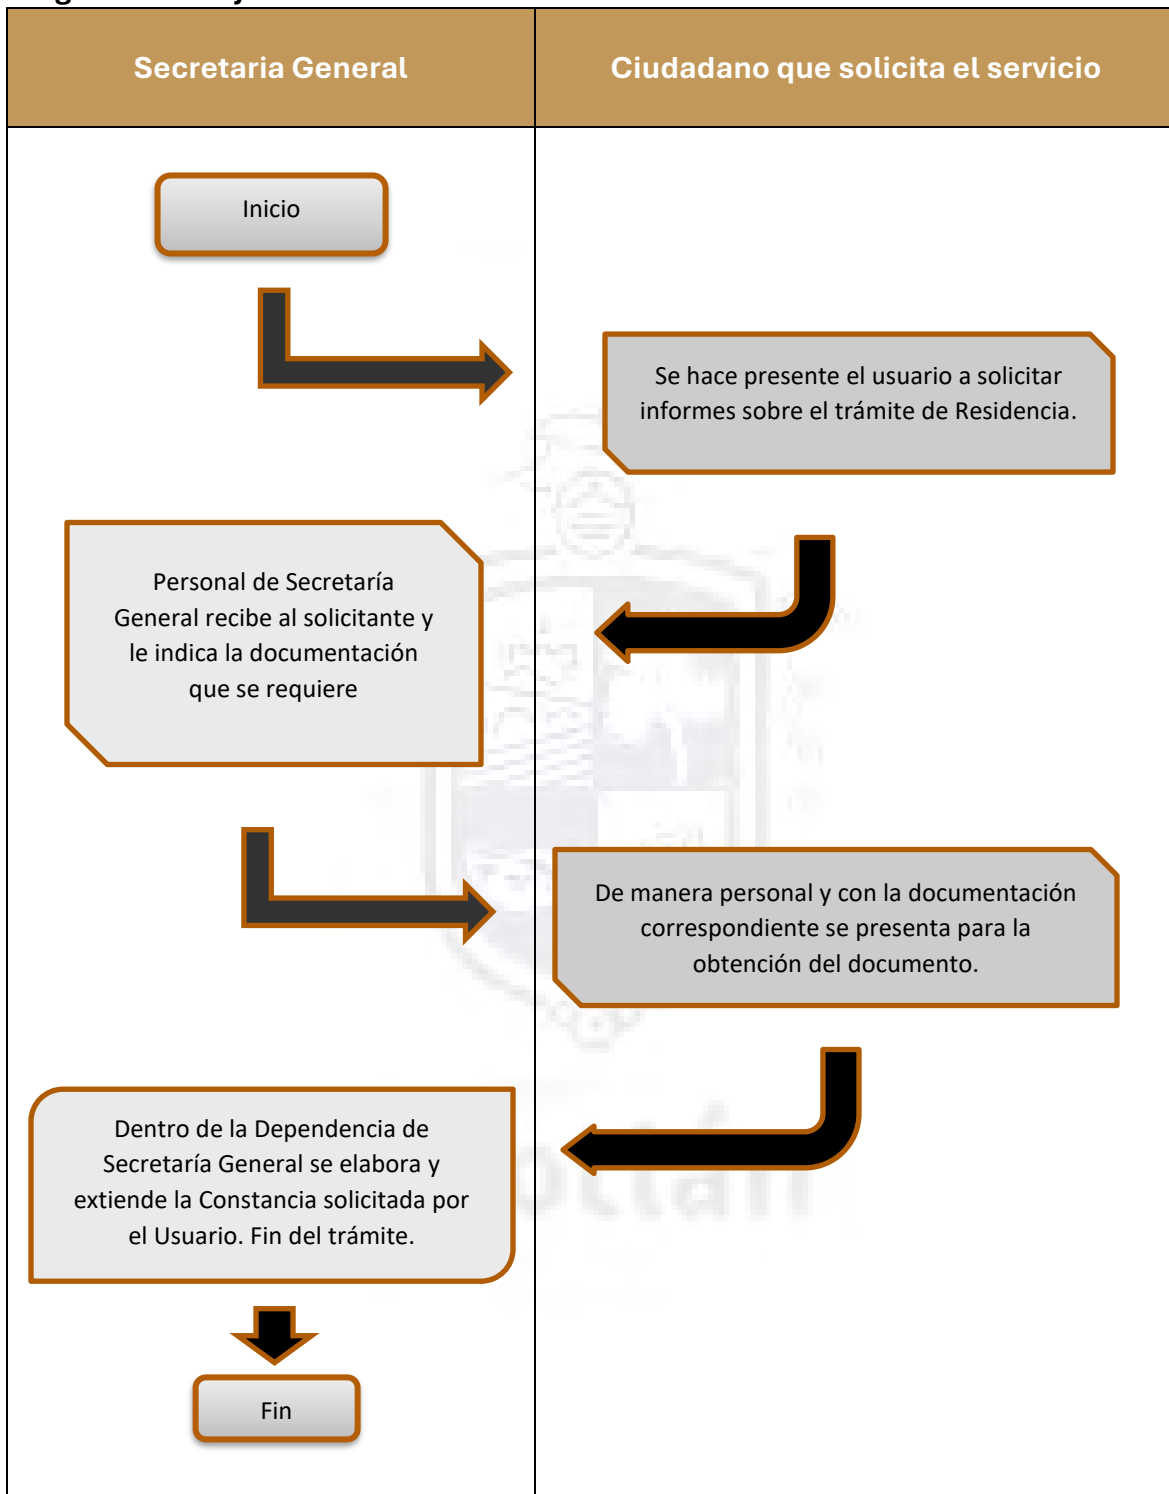 Secretaria General
Ciudadano que solicita el servicio
Inicio
Se hace presente el usuario a solicitar
informes sobre el trámite de Residencia.
Personal de Secretaría
General recibe al solicitante y
le indica la documentación
que se requiere
De manera personal y con la documentación
correspondiente se presenta para la
obtención del documento.
Dentro de la Dependencia de
Secretaría General se elabora y
extiende la Constancia solicitada por
el Usuario. Fin del trámite.
Fin